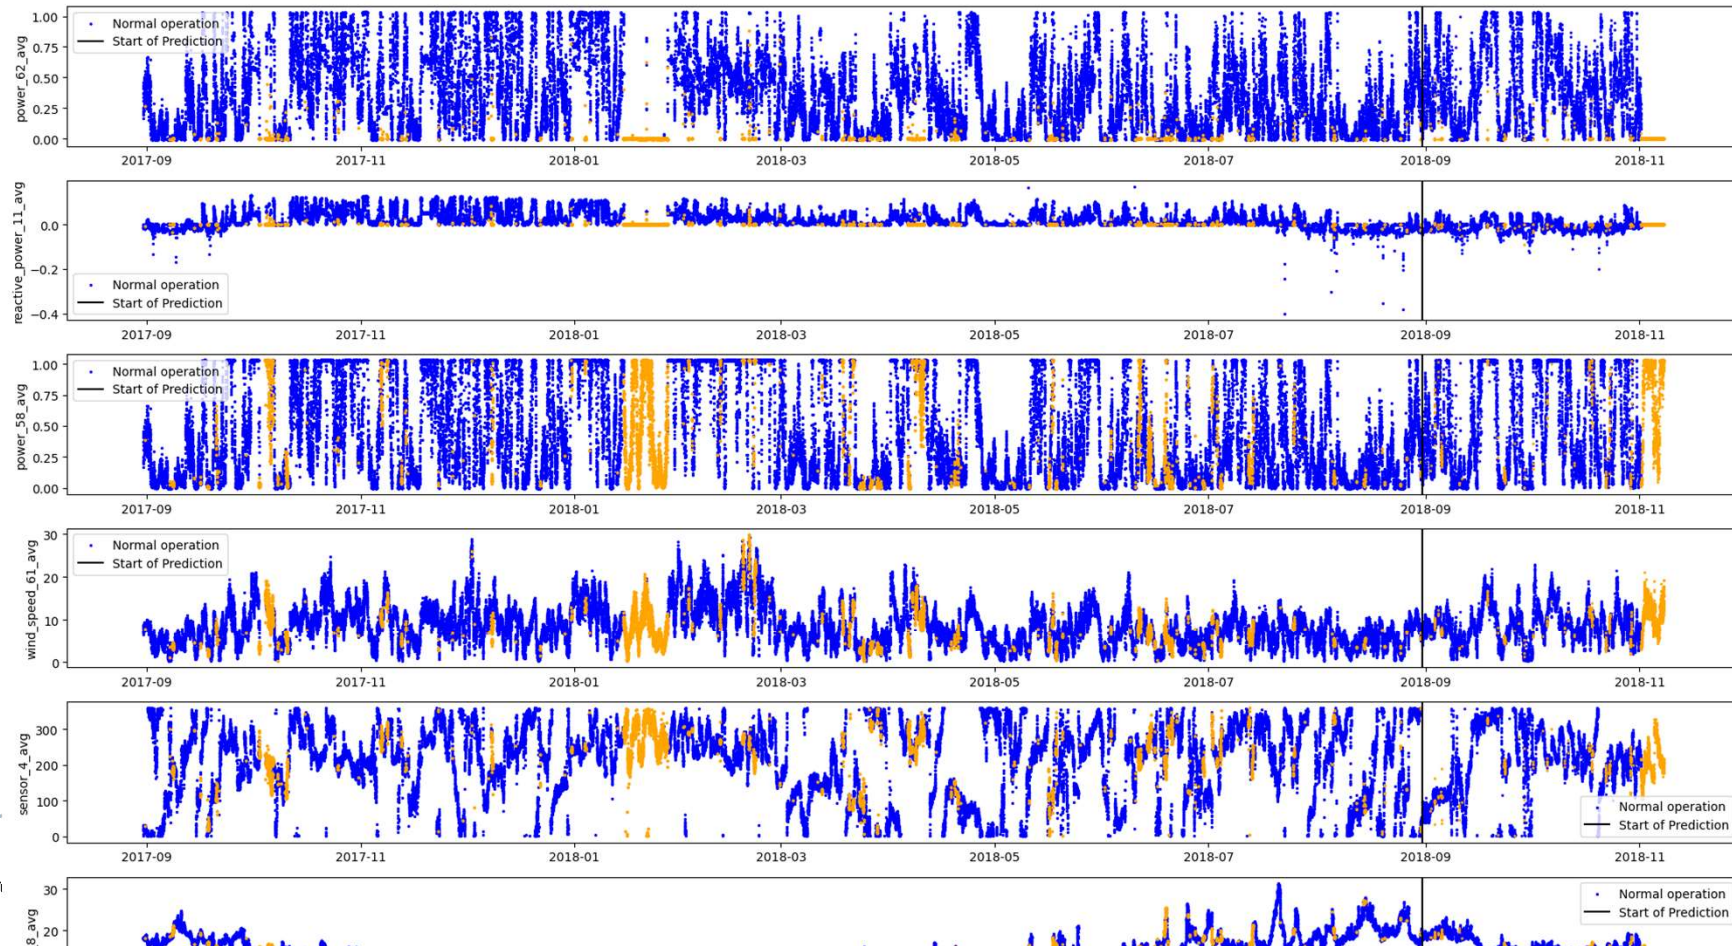 power_62_avg
1.00
0.75
0.50
0.25
0.00
Normal operation
Start of Prediction
2017-09 2017-11 2018-01 2018-03 2018-05 2018-07 2018-09 2018-11
reactive_power_11_avg
0.0
−0.2
−0.4
Normal operation
Start of Prediction
2017-09 2017-11 2018-01 2018-03 2018-05 2018-07 2018-09 2018-11
power_58_avg
1.00
0.75
0.50
0.25
0.00
Normal operation
Start of Prediction
2017-09 2017-11 2018-01 2018-03 2018-05 2018-07 2018-09 2018-11
wind_speed_61_avg
30
20
10
0
Normal operation
Start of Prediction
2017-09 2017-11 2018-01 2018-03 2018-05 2018-07 2018-09 2018-11
sensor_4_avg
300
200
100
0
Normal operation
Start of Prediction
2017-09 2017-11 2018-01 2018-03 2018-05 2018-07 2018-09 2018-11
8_avg
30
20
Normal operation
Start of Prediction